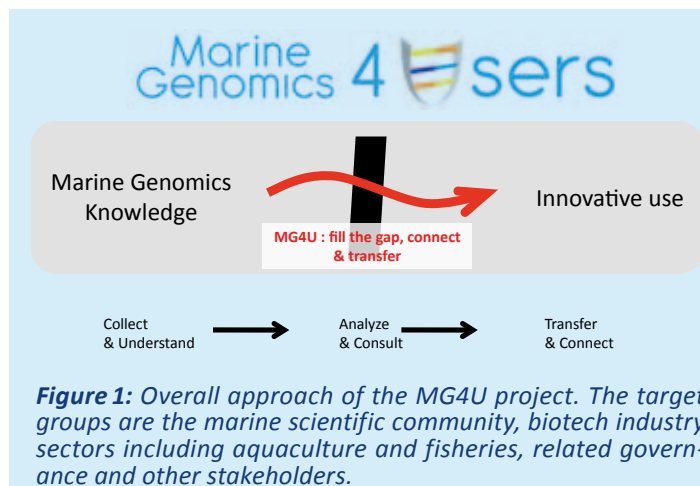 Marine
Genomics 4 Users
Marine Genomics
Knowledge
Innovative use
MG4U : fill the gap, connect
& transfer
Collect
& Understand
Analyze
& Consult
Transfer
& Connect
Figure 1: Overall approach of the MG4U project. The target
groups are the marine scientific community, biotech industry
sectors including aquaculture and fisheries, related govern-
ance and other stakeholders.